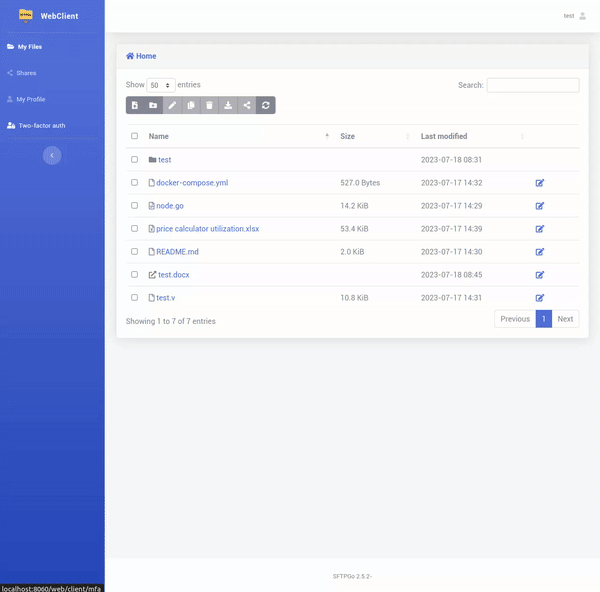 WebClient
test
My Files
Shares
My Profile
Two-factor auth
Home
Show 50 entries
Search:
Name Size Last modified
test 2023-07-18 08:31
docker-compose.yml 527.0 Bytes 2023-07-17 14:32
node.go 14.2 KiB 2023-07-17 14:29
price calculator utilization.xlsx 53.4 KiB 2023-07-17 14:39
README.md 2.0 KiB 2023-07-17 14:30
test.docx 2023-07-18 08:45
test.v 10.8 KiB 2023-07-17 14:31
Showing 1 to 7 of 7 entries
Previous 1 Next
SFTPGo 2.5.2-
localhost:8060/web/client/mfa